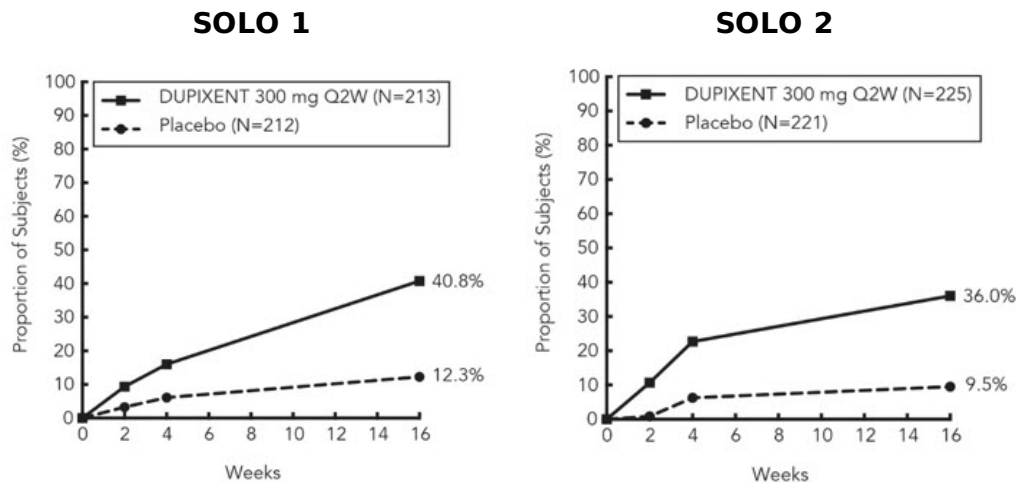 SOLO 1
100
90
80
70
60
50
40
30
20
10
0
Proportion of Subjects (%)
DUPIXENT 300 mg Q2W (N=213)
Placebo (N=212)
40.8%
12.3%
0 2 4 6 8 10 12 14 16
Weeks
SOLO 2
100
90
80
70
60
50
40
30
20
10
0
Proportion of Subjects (%)
DUPIXENT 300 mg Q2W (N=225)
Placebo (N=221)
36.0%
9.5%
0 2 4 6 8 10 12 14 16
Weeks